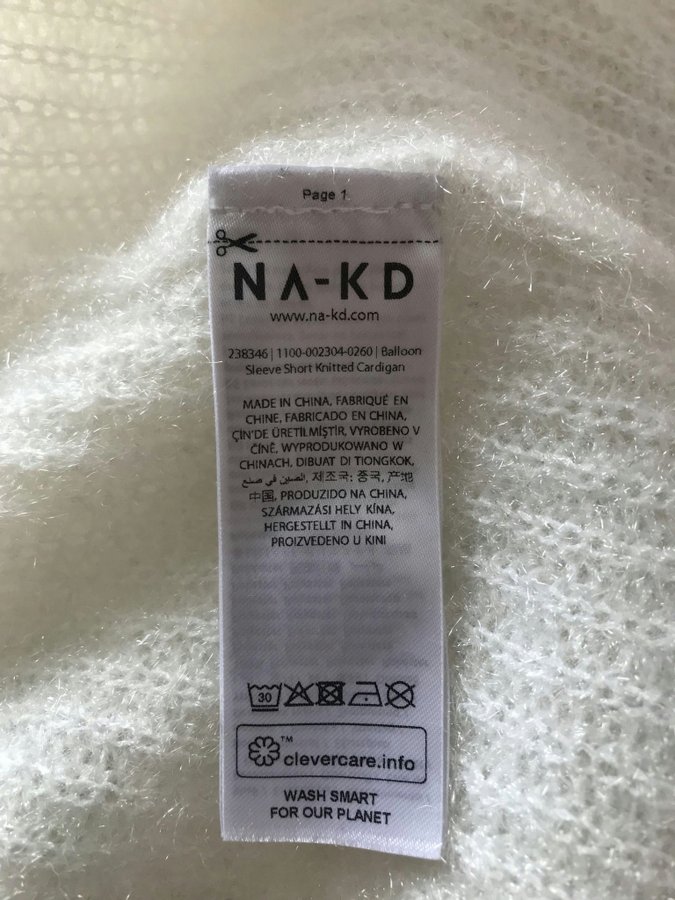 Page 1
NA-KD
www.na-kd.com
238346 | 1100-002304-0260 | Balloon
Sleeve Short Knitted Cardigan
MADE IN CHINA, FABRIQUÉ EN
CHINE, FABRICADO EN CHINA,
ÇİN'DE ÜRETILMİŞTİR, VYROBENO V
ČÍNĚ, WYPRODUKOWANO W
CHINACH, DIBUAT DI TIONGKOK,
الصين في صنع, 제조국: 중국, 产地
中国, PRODUZIDO NA CHINA,
SZÁRMAZÁSI HELY KÍNA,
HERGESTELLT IN CHINA,
PROIZVEDENO U KINI
30
™
clevercare.info
WASH SMART
FOR OUR PLANET